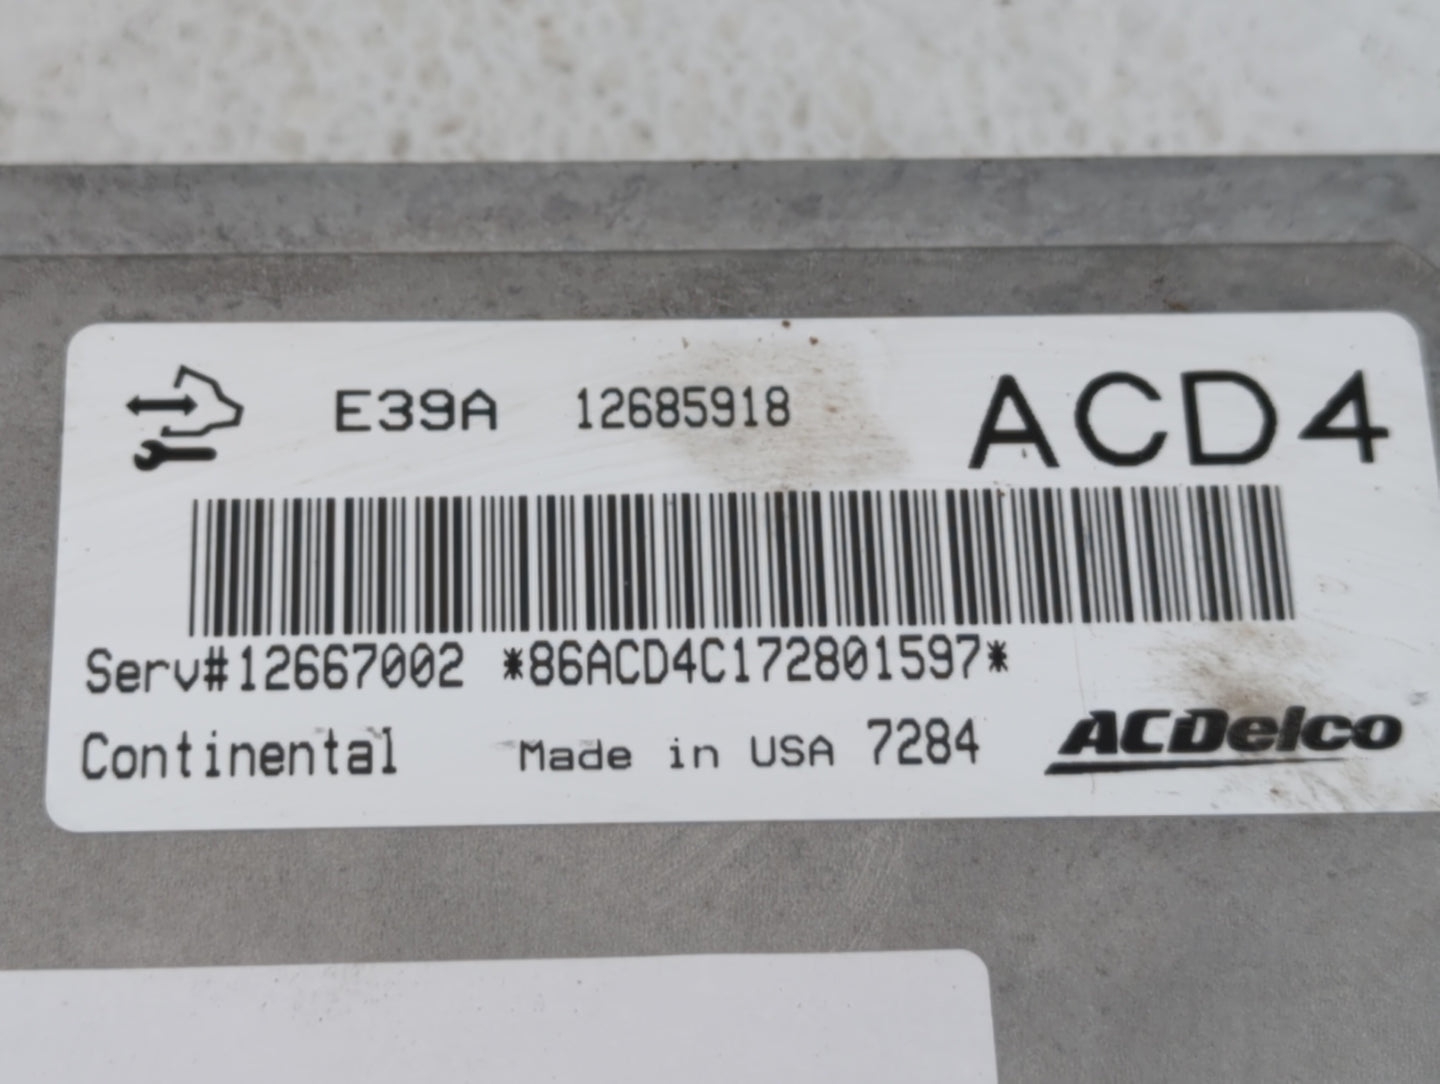 E39A 12685918 ACD4
Serv#12667002 *86ACD4C172801597*
Continental Made in USA 7284 ACDelco